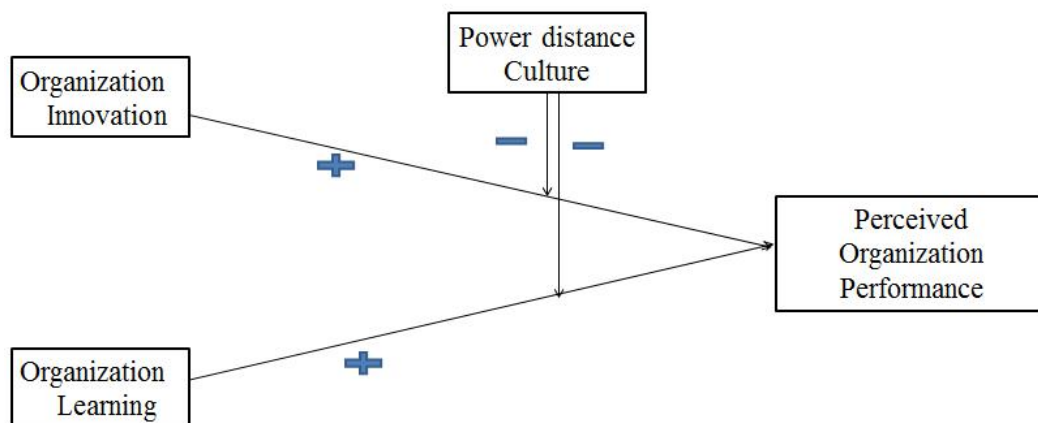 Power distance
Culture
Organization
Innovation
Perceived
Organization
Performance
Organization
Learning